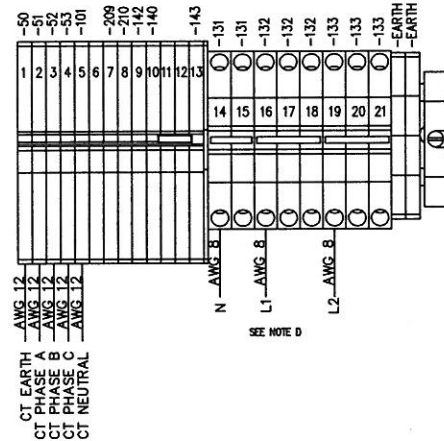 -50
-51
-52
-53
-101
-209
-210
-142
-140
-143
-131
-131
-132
-132
-132
-133
-133
-133
-EARTH
-EARTH
1 2 3 4 5 6 7 8 9 10 11 12 13 14 15 16 17 18 19 20 21
CT EARTH AWG 12
CT PHASE A AWG 12
CT PHASE B AWG 12
CT PHASE C AWG 12
CT NEUTRAL AWG 12
N AWG 8
L1 AWG 8
L2 AWG 8
SEE NOTE D